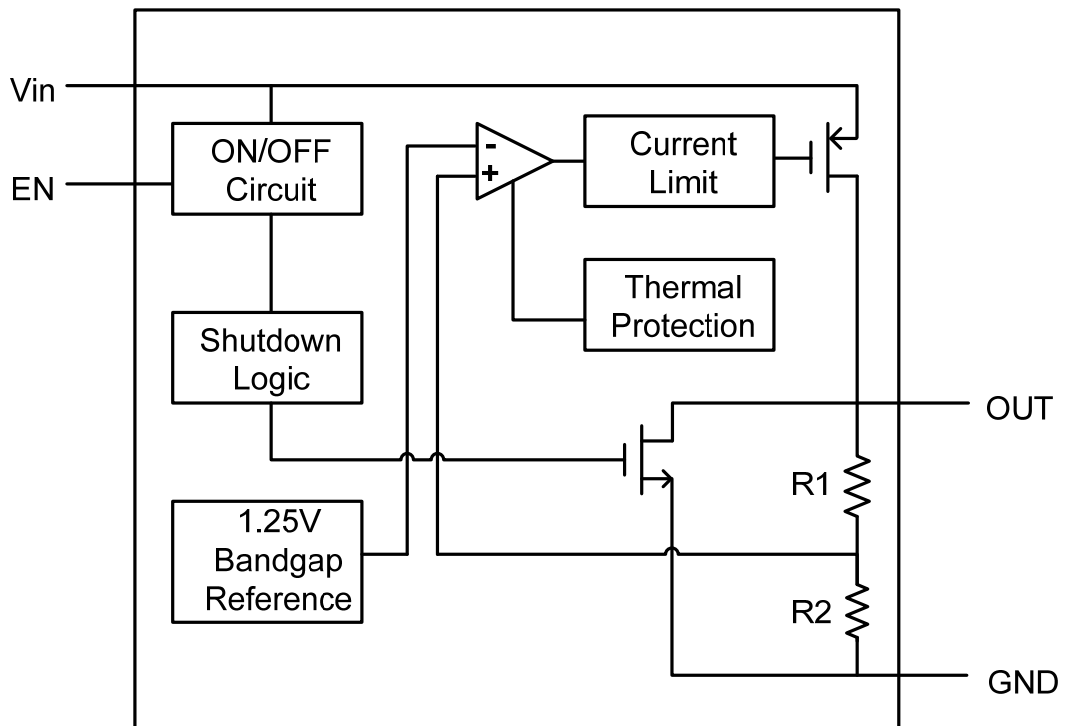 Vin
EN
ON/OFF
Circuit
-
+
Current
Limit
Thermal
Protection
Shutdown
Logic
OUT
R1
1.25V
Bandgap
Reference
R2
GND